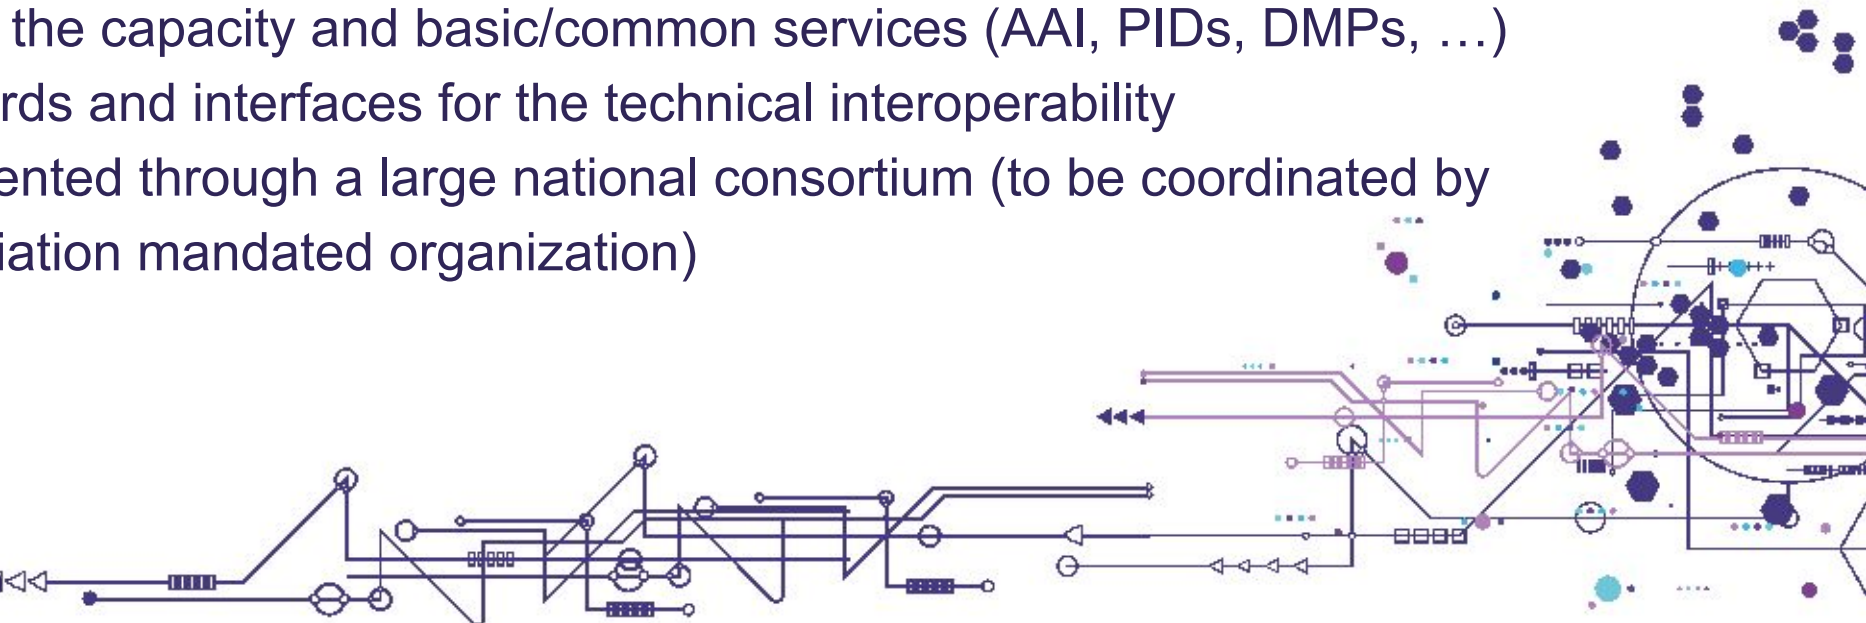 the capacity and basic/common services (AAI, PIDs, DMPs, …)
rds and interfaces for the technical interoperability
ented through a large national consortium (to be coordinated by
iation mandated organization)